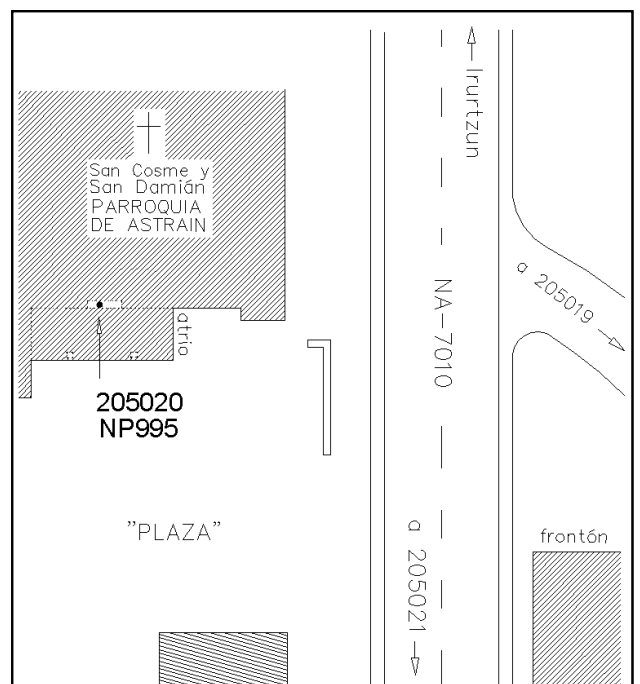 Irurtzun
San Cosme y
San Damián
PARROQUIA
DE ASTRAIN
a 205019
NA-7010
atrio
205020
NP995
"PLAZA"
a 205021
frontón